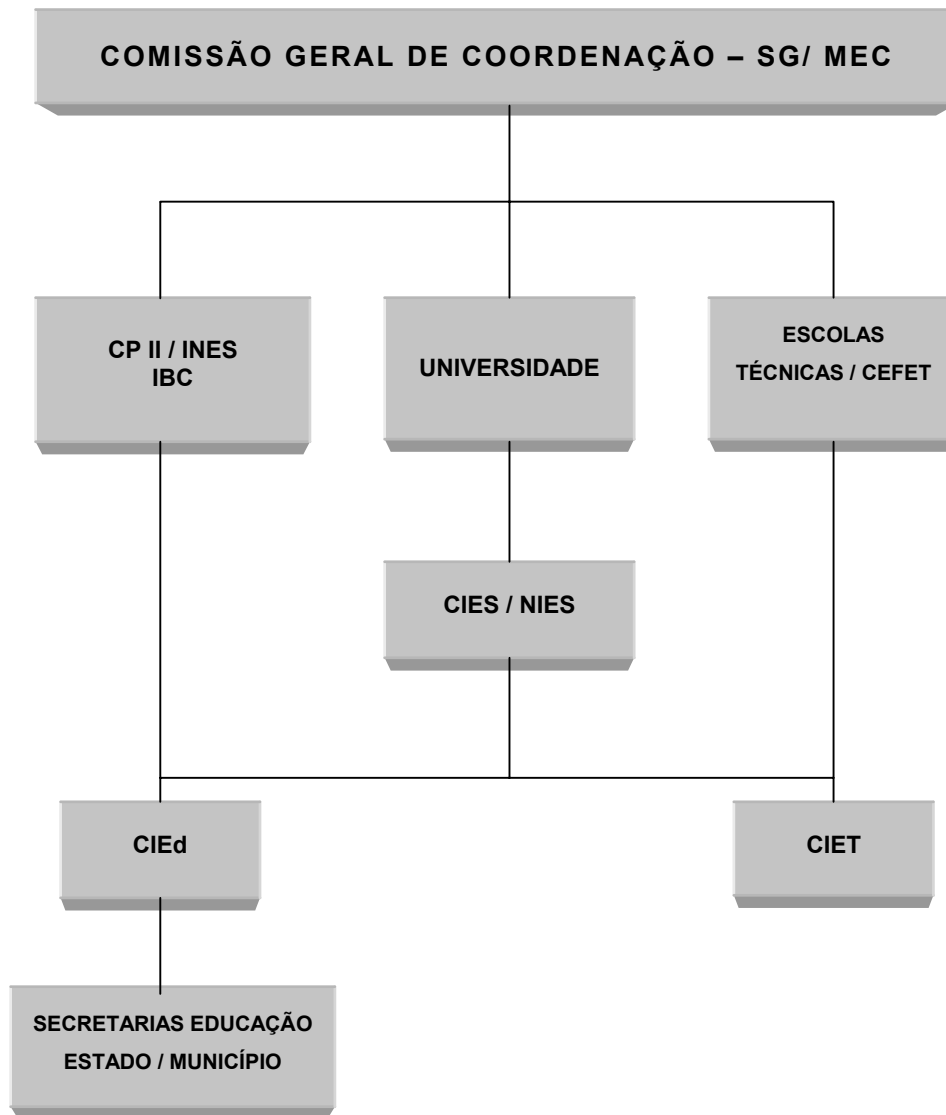 COMISSÃO GERAL DE COORDENAÇÃO – SG/ MEC
CP II / INES
IBC
UNIVERSIDADE
ESCOLAS
TÉCNICAS / CEFET
CIES / NIES
CIEd
CIET
SECRETARIAS EDUCAÇÃO
ESTADO / MUNICÍPIO